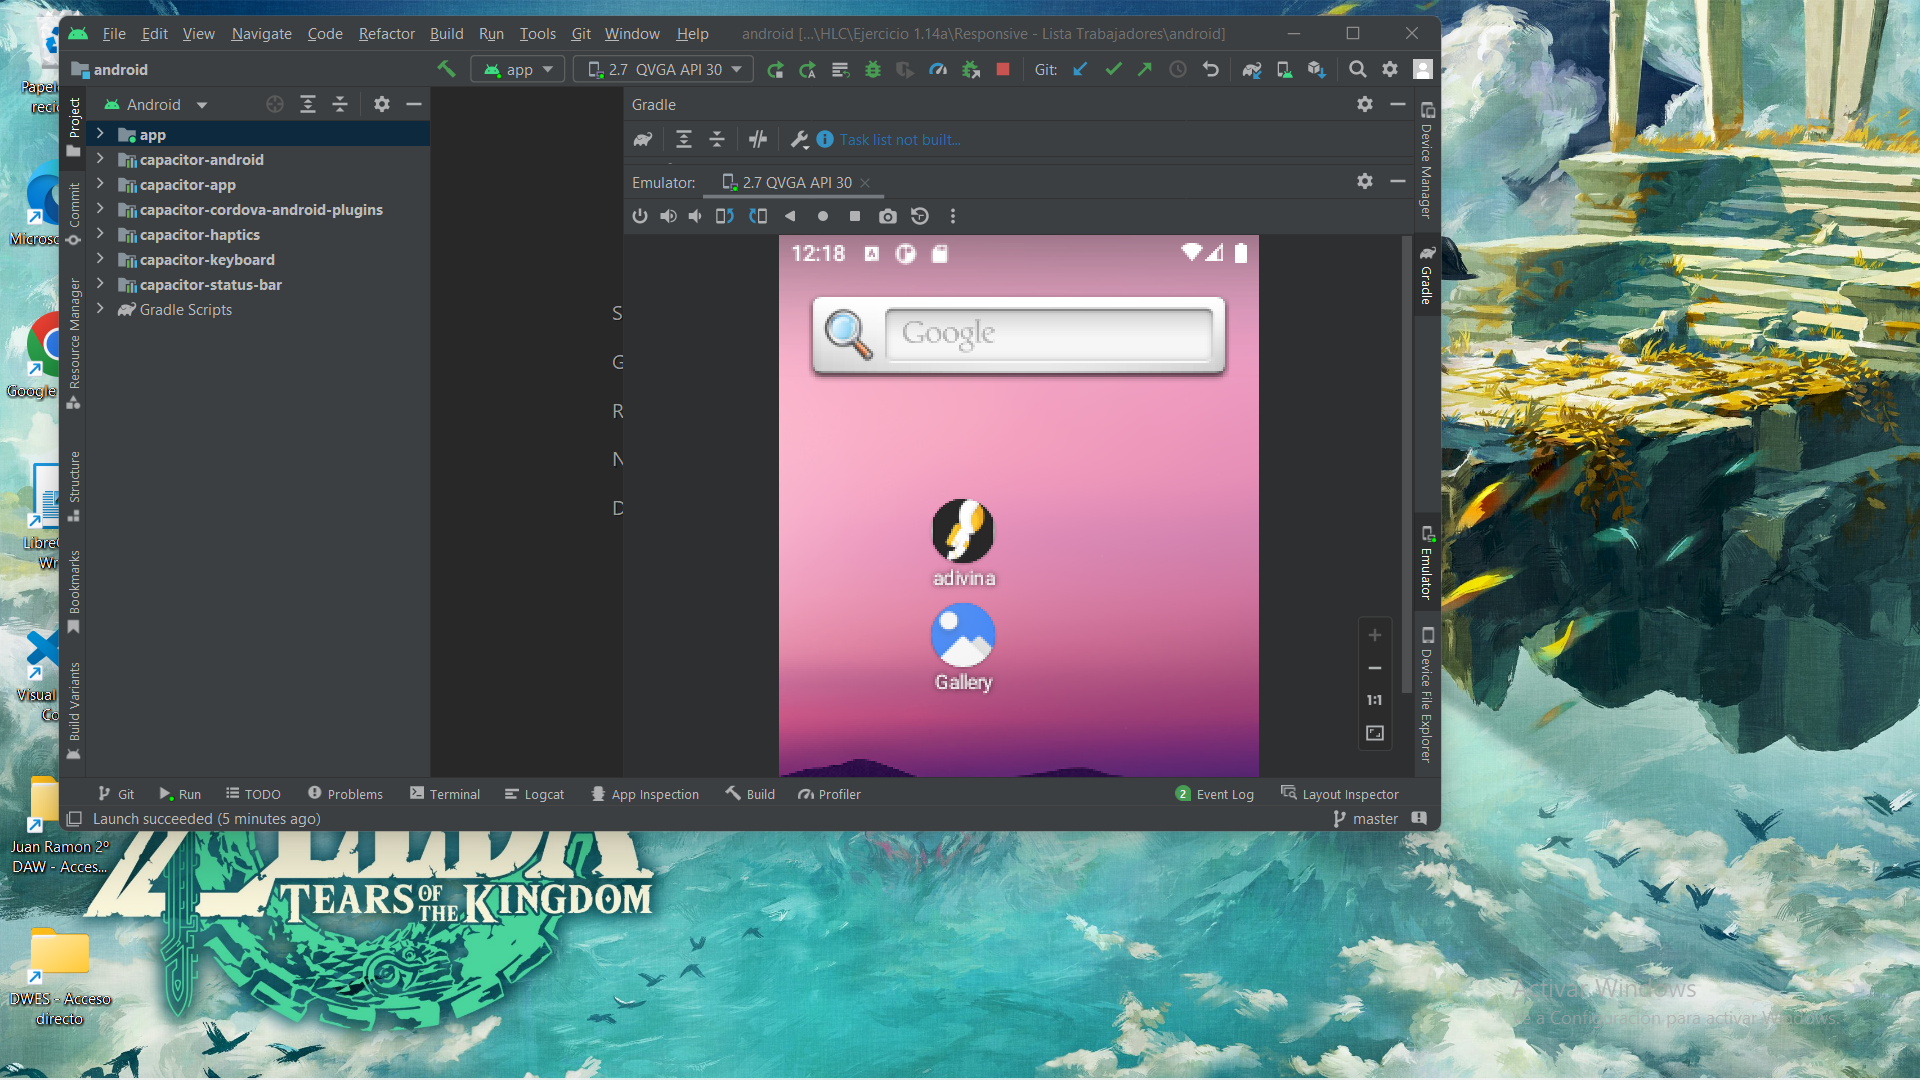 File Edit View Navigate Code Refactor Build Run Tools Git Window Help android [...\HLC\Ejercicio 1.14a\Responsive - Lista Trabajadores\android]
android app 2.7 QVGA API 30 Git:
Android
app
capacitor-android
capacitor-app
capacitor-cordova-android-plugins
capacitor-haptics
capacitor-keyboard
capacitor-status-bar
Gradle Scripts
Project
Commit
Resource Manager
Structure
Bookmarks
Build Variants
S
G
R
N
D
Gradle
Task list not built...
Emulator: 2.7 QVGA API 30
12:18
Google
adivina
Gallery
1:1
Device Manager
Gradle
Emulator
Device File Explorer
Git Run TODO Problems Terminal Logcat App Inspection Build Profiler 2 Event Log Layout Inspector
Launch succeeded (5 minutes ago) master
Google
Visual
Juan Ramon 2º
DAW - Acces...
DWES - Acceso
directo
TEARS OF THE KINGDOM
Activar Windows
a Configuración para activar Windows.